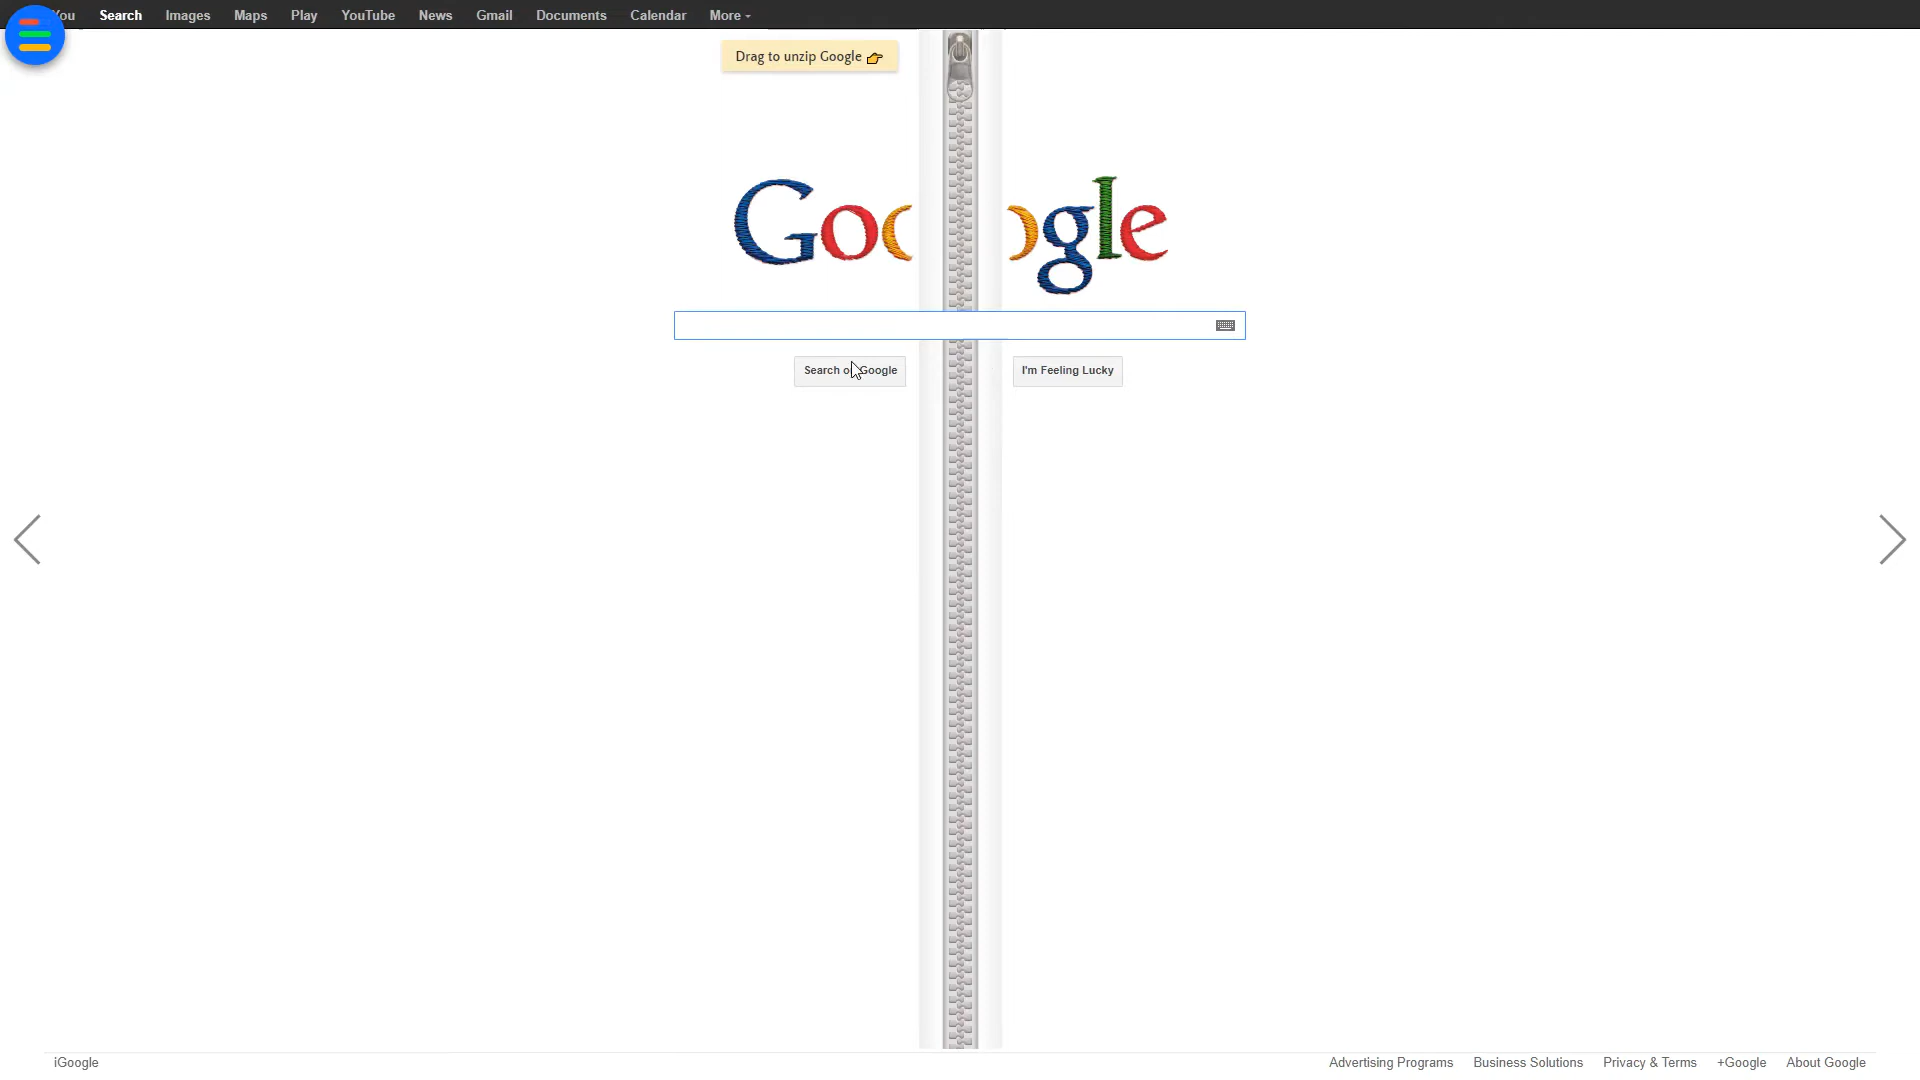 You Search Images Maps Play YouTube News Gmail Documents Calendar More
Drag to unzip Google
Google
Search on Google I'm Feeling Lucky
iGoogle Advertising Programs Business Solutions Privacy & Terms +Google About Google